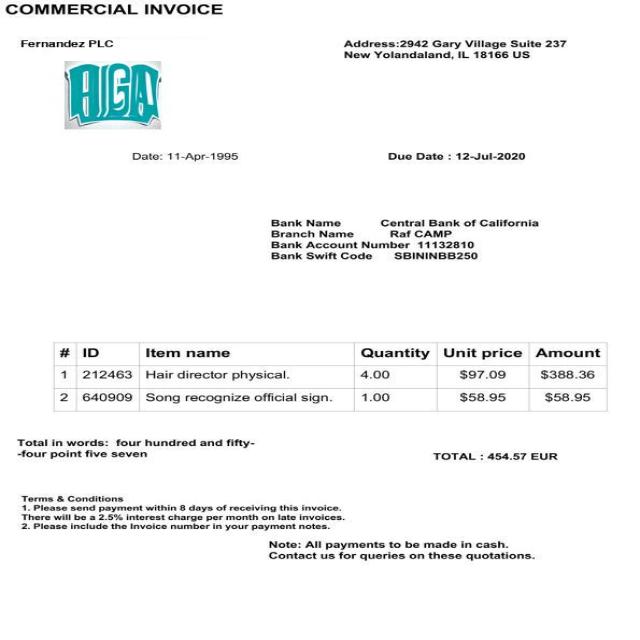 COMMERCIAL INVOICE
Fernandez PLC
Address:2942 Gary Village Suite 237
New Yolandaland, IL 18166 US
AIGA
Date: 11-Apr-1995
Due Date : 12-Jul-2020
Bank Name Central Bank of California
Branch Name Raf CAMP
Bank Account Number 11132810
Bank Swift Code SBININBB250
# ID Item name Quantity Unit price Amount
1 212463 Hair director physical. 4.00 $97.09 $388.36
2 640909 Song recognize official sign. 1.00 $58.95 $58.95
Total in words: four hundred and fifty-
-four point five seven
TOTAL : 454.57 EUR
Terms & Conditions
1. Please send payment within 8 days of receiving this invoice.
There will be a 2.5% interest charge per month on late invoices.
2. Please include the Invoice number in your payment notes.
Note: All payments to be made in cash.
Contact us for queries on these quotations.